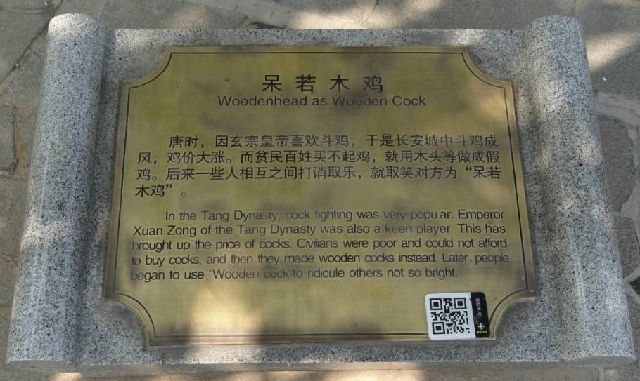 呆若木鸡
Woodenhead as Wooden Cock
唐时，因玄宗皇帝喜欢斗鸡，于是长安城中斗鸡成
风，鸡价大涨。而贫民百姓买不起鸡，就用木头等做成假
鸡。后来一些人相互之间打诮取乐，就取笑对方为“呆若
木鸡”。
In the Tang Dynasty, cock fighting was very popular. Emperor
Xuan Zong of the Tang Dynasty was also a keen player. This has
brought up the price of cocks. Civilians were poor and could not afford
to buy cocks, and then they made wooden cocks instead. Later, people
began to use "Wooden cock"to ridicule others not so bright.